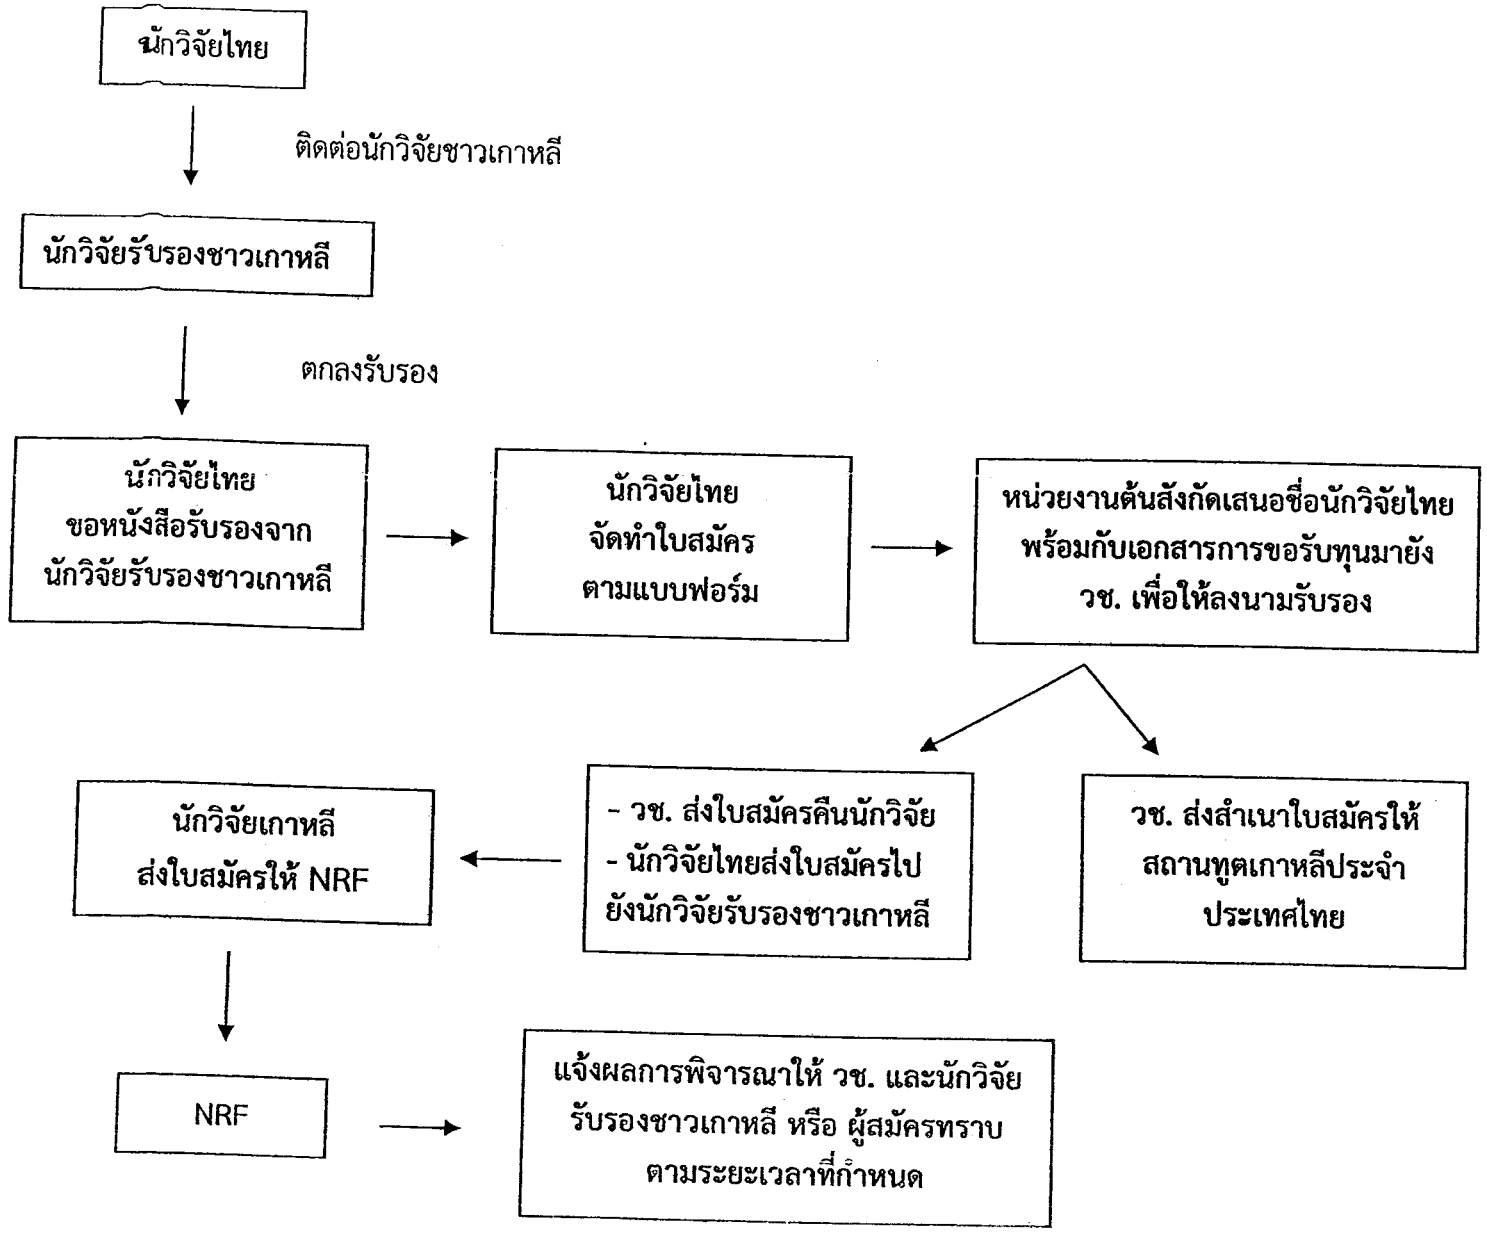 นักวิจัยไทย
ติดต่อนักวิจัยชาวเกาหลี
นักวิจัยรับรองชาวเกาหลี
ตกลงรับรอง
นักวิจัยไทย
ขอหนังสือรับรองจาก
นักวิจัยรับรองชาวเกาหลี
นักวิจัยไทย
จัดทำใบสมัคร
ตามแบบฟอร์ม
หน่วยงานต้นสังกัดเสนอชื่อนักวิจัยไทย
พร้อมกับเอกสารการขอรับทุนมายัง
วช. เพื่อให้ลงนามรับรอง
นักวิจัยเกาหลี
ส่งใบสมัครให้ NRF
- วช. ส่งใบสมัครคืนนักวิจัย
- นักวิจัยไทยส่งใบสมัครไป
ยังนักวิจัยรับรองชาวเกาหลี
วช. ส่งสำเนาใบสมัครให้
สถานทูตเกาหลีประจำ
ประเทศไทย
NRF
แจ้งผลการพิจารณาให้ วช. และนักวิจัย
รับรองชาวเกาหลี หรือ ผู้สมัครทราบ
ตามระยะเวลาที่กำหนด